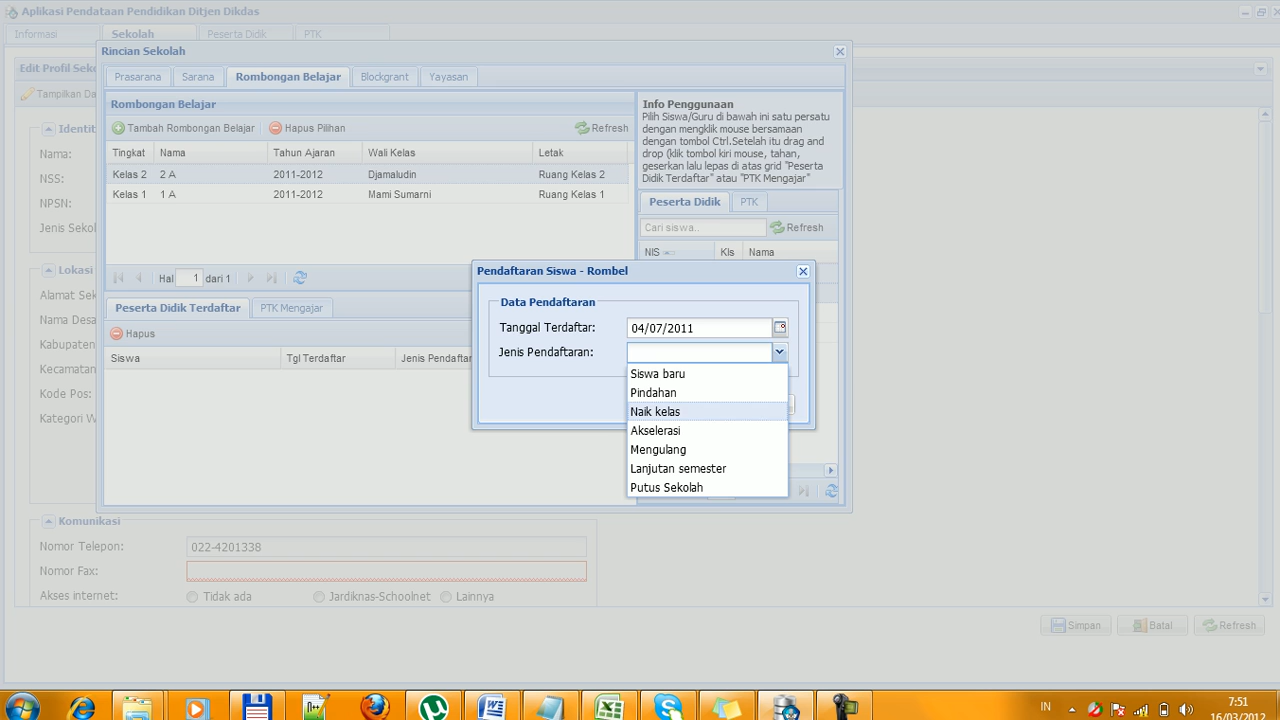 Aplikasi Pendataan Pendidikan Ditjen Dikdas
Informasi
Sekolah
Peserta Didik
PTK
Rincian Sekolah
Edit Profil Seko
Prasarana
Sarana
Rombongan Belajar
Blockgrant
Yayasan
Tampilkan Da
Rombongan Belajar
Tambah Rombongan Belajar
Hapus Pilihan
Refresh
Tingkat Nama Tahun Ajaran Wali Kelas Letak
Kelas 2 2 A 2011-2012 Djamaludin Ruang Kelas 2
Kelas 1 1 A 2011-2012 Mami Sumarni Ruang Kelas 1
Info Penggunaan
Pilih Siswa/Guru di bawah ini satu persatu
dengan mengklik mouse bersamaan
dengan tombol Ctrl.Setelah itu drag and
drop (klik tombol kiri mouse, tahan,
geserkan lalu lepas di atas grid "Peserta
Didik Terdaftar" atau "PTK Mengajar"
Peserta Didik
PTK
Cari siswa..
Refresh
NIS Kls Nama
Identit
Nama:
NSS:
NPSN:
Jenis Sekol
Lokasi
Alamat Sek
Nama Desa
Kabupaten
Kecamatan
Kode Pos:
Kategori W
Hal 1 dari 1
Peserta Didik Terdaftar
PTK Mengajar
Hapus
Siswa Tgl Terdaftar Jenis Pendaftar
Pendaftaran Siswa - Rombel
Data Pendaftaran
Tanggal Terdaftar: 04/07/2011
Jenis Pendaftaran:
Siswa baru
Pindahan
Naik kelas
Akselerasi
Mengulang
Lanjutan semester
Putus Sekolah
Komunikasi
Nomor Telepon: 022-4201338
Nomor Fax:
Akses internet: Tidak ada Jardiknas-Schoolnet Lainnya
Simpan
Batal
Refresh
IN
7:51
16/03/2012